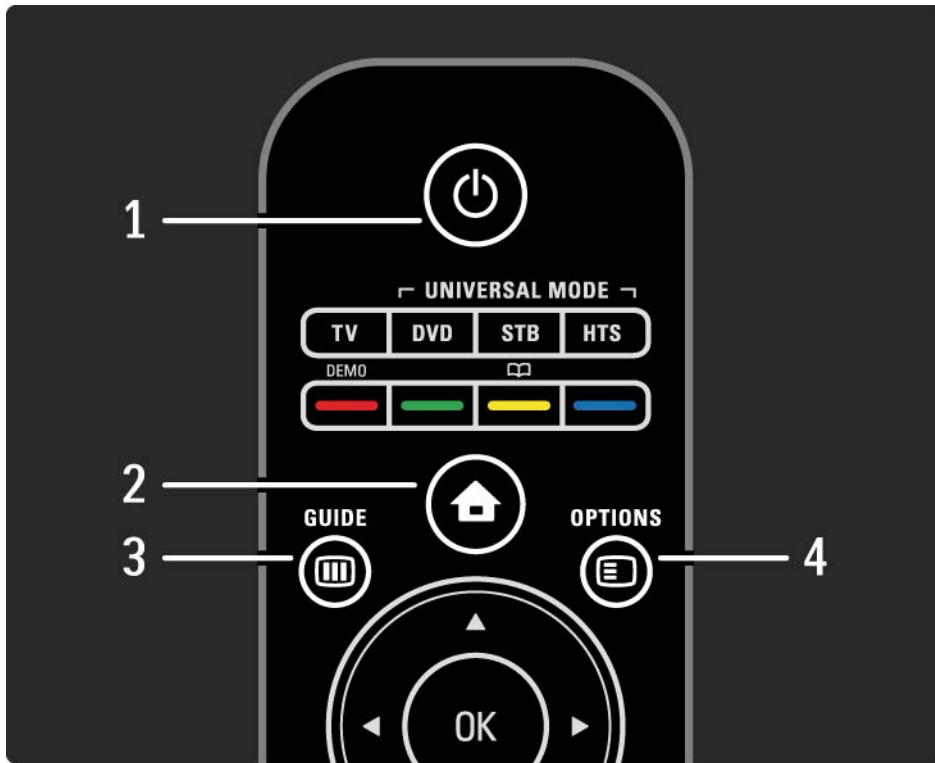 1
UNIVERSAL MODE
TV DVD STB HTS
DEMO
2
GUIDE OPTIONS
3 4
OK